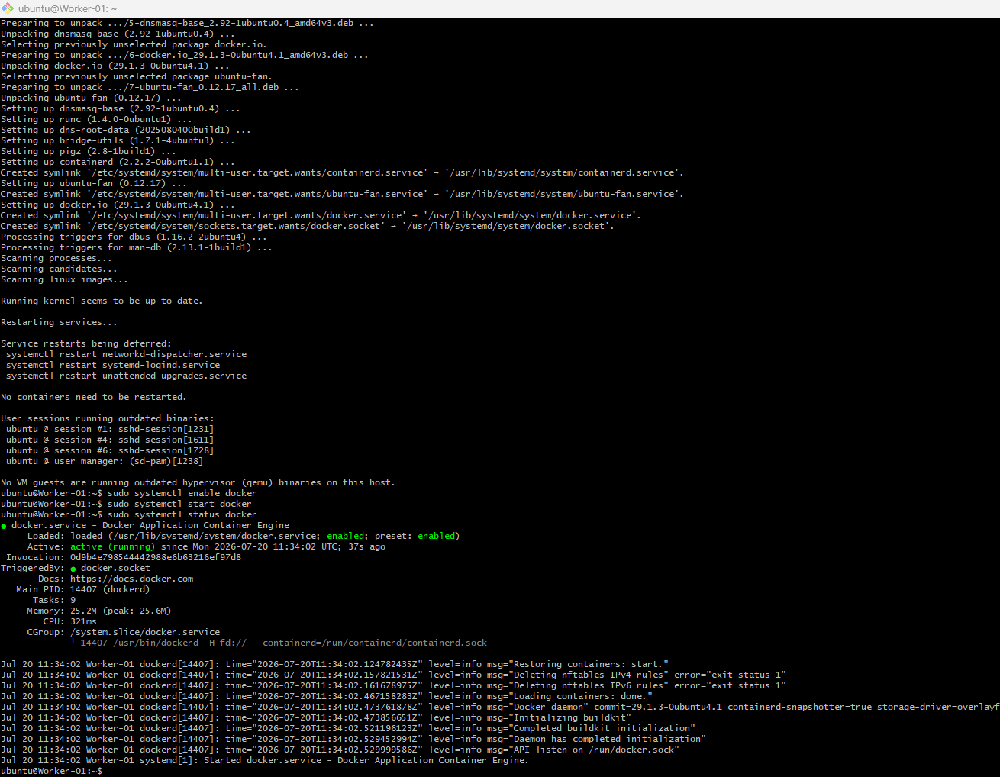 ubuntu@Worker-01: ~
Preparing to unpack .../5-dnsmasq-base_2.92-1ubuntu0.4_amd64v3.deb ...
Unpacking dnsmasq-base (2.92-1ubuntu0.4) ...
Selecting previously unselected package docker.io.
Preparing to unpack .../6-docker.io_29.1.3-0ubuntu4.1_amd64v3.deb ...
Unpacking docker.io (29.1.3-0ubuntu4.1) ...
Selecting previously unselected package ubuntu-fan.
Preparing to unpack .../7-ubuntu-fan_0.12.17_all.deb ...
Unpacking ubuntu-fan (0.12.17) ...
Setting up dnsmasq-base (2.92-1ubuntu0.4) ...
Setting up runc (1.4.0-0ubuntu1) ...
Setting up dns-root-data (2025080400build1) ...
Setting up bridge-utils (1.7.1-4ubuntu3) ...
Setting up pigz (2.8-1build1) ...
Setting up containerd (2.2.2-0ubuntu1.1) ...
Created symlink '/etc/systemd/system/multi-user.target.wants/containerd.service' → '/usr/lib/systemd/system/containerd.service'.
Setting up ubuntu-fan (0.12.17) ...
Created symlink '/etc/systemd/system/multi-user.target.wants/ubuntu-fan.service' → '/usr/lib/systemd/system/ubuntu-fan.service'.
Setting up docker.io (29.1.3-0ubuntu4.1) ...
Created symlink '/etc/systemd/system/multi-user.target.wants/docker.service' → '/usr/lib/systemd/system/docker.service'.
Created symlink '/etc/systemd/system/sockets.target.wants/docker.socket' → '/usr/lib/systemd/system/docker.socket'.
Processing triggers for dbus (1.16.2-2ubuntu4) ...
Processing triggers for man-db (2.13.1-1build1) ...
Scanning processes...
Scanning candidates...
Scanning linux images...
Running kernel seems to be up-to-date.
Restarting services...
Service restarts being deferred:
 systemctl restart networkd-dispatcher.service
 systemctl restart systemd-logind.service
 systemctl restart unattended-upgrades.service
No containers need to be restarted.
User sessions running outdated binaries:
 ubuntu @ session #1: sshd-session[1231]
 ubuntu @ session #4: sshd-session[1611]
 ubuntu @ session #6: sshd-session[1728]
 ubuntu @ user manager: (sd-pam)[1238]
No VM guests are running outdated hypervisor (qemu) binaries on this host.
ubuntu@Worker-01:~$ sudo systemctl enable docker
ubuntu@Worker-01:~$ sudo systemctl start docker
ubuntu@Worker-01:~$ sudo systemctl status docker
● docker.service - Docker Application Container Engine
     Loaded: loaded (/usr/lib/systemd/system/docker.service; enabled; preset: enabled)
     Active: active (running) since Mon 2026-07-20 11:34:02 UTC; 37s ago
 Invocation: 0d9b4e798544442988e6b63216ef97d8
TriggeredBy: ● docker.socket
       Docs: https://docs.docker.com
   Main PID: 14407 (dockerd)
      Tasks: 9
     Memory: 25.2M (peak: 25.6M)
        CPU: 321ms
     CGroup: /system.slice/docker.service
             └─14407 /usr/bin/dockerd -H fd:// --containerd=/run/containerd/containerd.sock
Jul 20 11:34:02 Worker-01 dockerd[14407]: time="2026-07-20T11:34:02.124782435Z" level=info msg="Restoring containers: start."
Jul 20 11:34:02 Worker-01 dockerd[14407]: time="2026-07-20T11:34:02.157821531Z" level=info msg="Deleting nftables IPv4 rules" error="exit status 1"
Jul 20 11:34:02 Worker-01 dockerd[14407]: time="2026-07-20T11:34:02.161678975Z" level=info msg="Deleting nftables IPv6 rules" error="exit status 1"
Jul 20 11:34:02 Worker-01 dockerd[14407]: time="2026-07-20T11:34:02.467158283Z" level=info msg="Loading containers: done."
Jul 20 11:34:02 Worker-01 dockerd[14407]: time="2026-07-20T11:34:02.473761878Z" level=info msg="Docker daemon" commit=29.1.3-0ubuntu4.1 containerd-snapshotter=true storage-driver=overlayf
Jul 20 11:34:02 Worker-01 dockerd[14407]: time="2026-07-20T11:34:02.473856651Z" level=info msg="Initializing buildkit"
Jul 20 11:34:02 Worker-01 dockerd[14407]: time="2026-07-20T11:34:02.521196123Z" level=info msg="Completed buildkit initialization"
Jul 20 11:34:02 Worker-01 dockerd[14407]: time="2026-07-20T11:34:02.529452994Z" level=info msg="Daemon has completed initialization"
Jul 20 11:34:02 Worker-01 dockerd[14407]: time="2026-07-20T11:34:02.529999586Z" level=info msg="API listen on /run/docker.sock"
Jul 20 11:34:02 Worker-01 systemd[1]: Started docker.service - Docker Application Container Engine.
ubuntu@Worker-01:~$